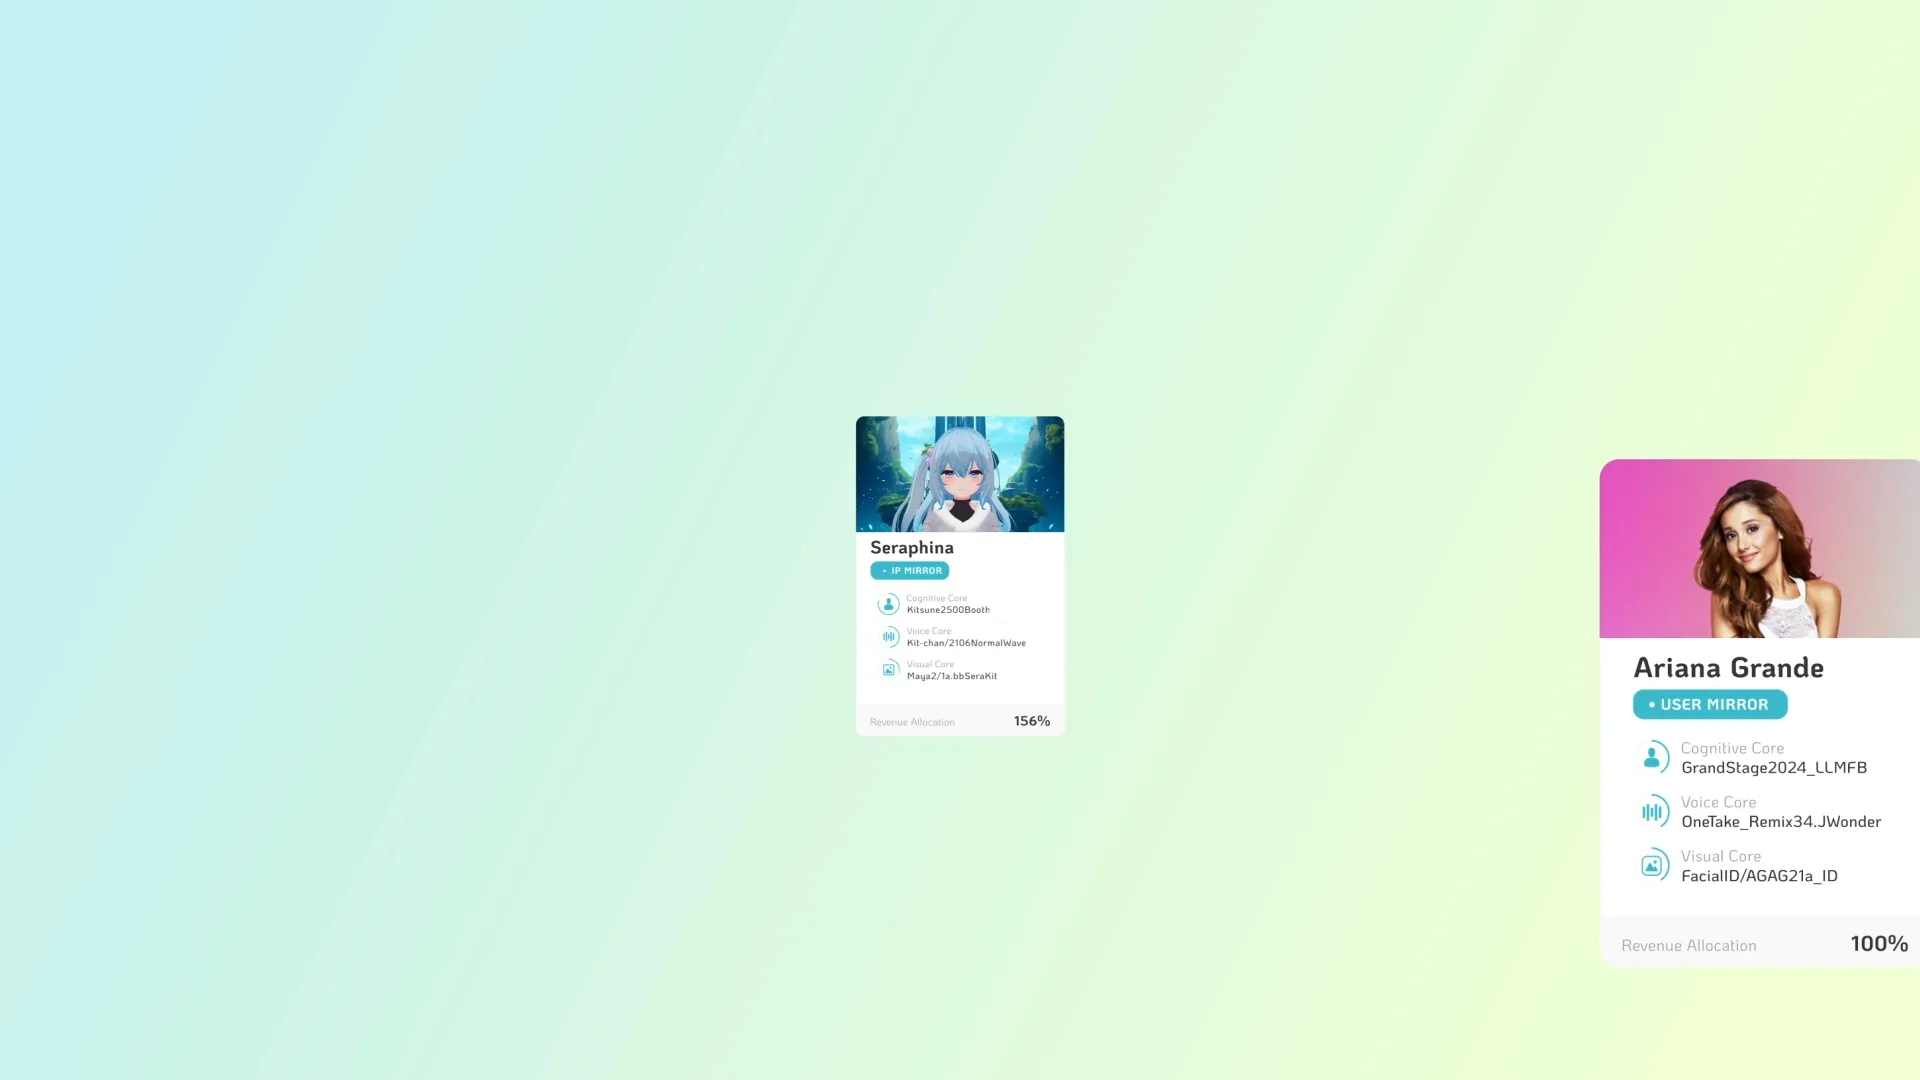 Seraphina
• IP MIRROR
Cognitive Core
Kitsune2500Booth
Voice Core
Kit-chan/2106NormalWave
Visual Core
Maya2/1a.bbSeraKit
Revenue Allocation 156%
Ariana Grande
• USER MIRROR
Cognitive Core
GrandStage2024_LLMFB
Voice Core
OneTake_Remix34.JWonder
Visual Core
FacialID/AGAG21a_ID
Revenue Allocation 100%